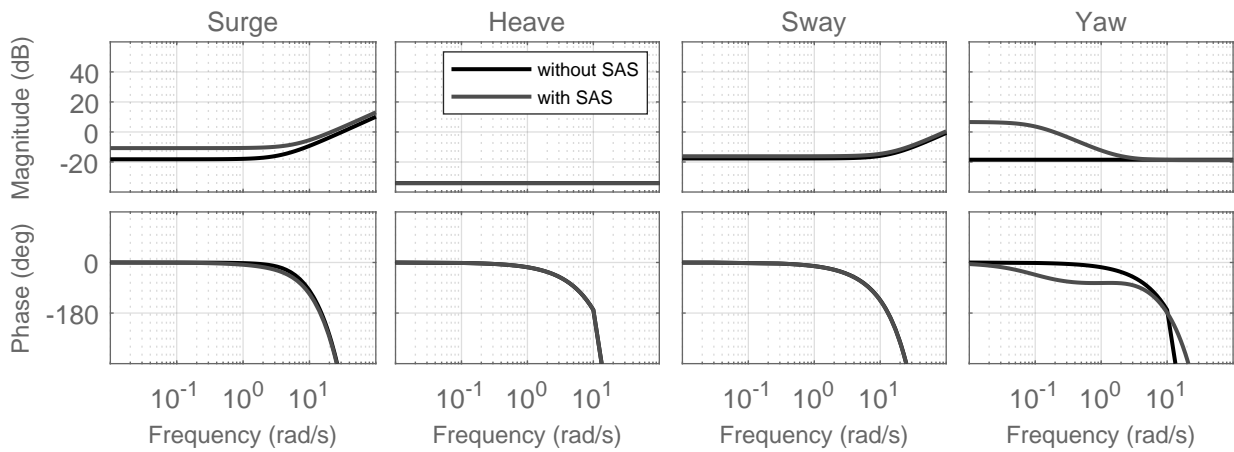 Surge
Heave
Sway
Yaw
Magnitude (dB)
40
20
0
-20
without SAS
with SAS
Phase (deg)
0
-180
10^-1 10^0 10^1
10^-1 10^0 10^1
10^-1 10^0 10^1
10^-1 10^0 10^1
Frequency (rad/s)
Frequency (rad/s)
Frequency (rad/s)
Frequency (rad/s)